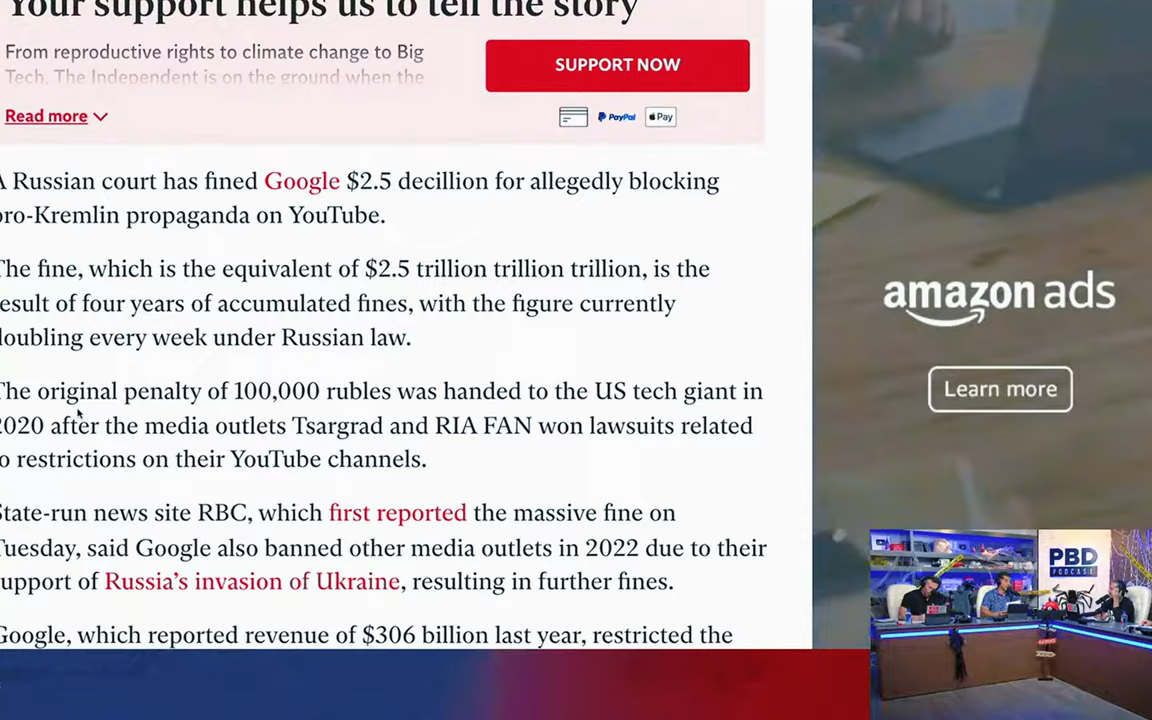 Your support helps us to tell the story
From reproductive rights to climate change to Big
Tech. The Independent is on the ground when the
Read more
SUPPORT NOW
PayPal
Pay
A Russian court has fined Google $2.5 decillion for allegedly blocking
pro-Kremlin propaganda on YouTube.
The fine, which is the equivalent of $2.5 trillion trillion trillion, is the
result of four years of accumulated fines, with the figure currently
doubling every week under Russian law.
The original penalty of 100,000 rubles was handed to the US tech giant in
2020 after the media outlets Tsargrad and RIA FAN won lawsuits related
to restrictions on their YouTube channels.
State-run news site RBC, which first reported the massive fine on
Tuesday, said Google also banned other media outlets in 2022 due to their
support of Russia's invasion of Ukraine, resulting in further fines.
Google, which reported revenue of $306 billion last year, restricted the
amazon ads
Learn more
PBD
PODCAST